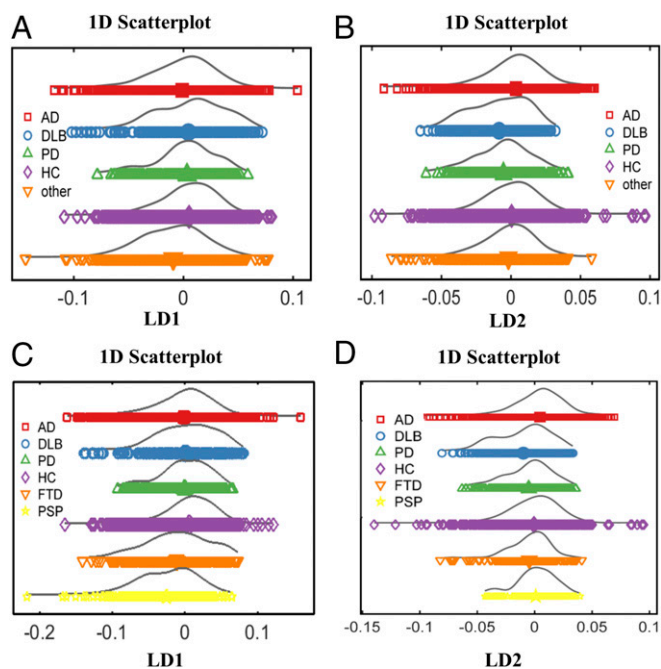 A
1D Scatterplot
AD
DLB
PD
HC
other
-0.1
0
0.1
LD1
B
1D Scatterplot
AD
DLB
PD
HC
other
-0.1
-0.05
0
0.05
0.1
LD2
C
1D Scatterplot
AD
DLB
PD
HC
FTD
PSP
-0.2
-0.1
0
0.1
LD1
D
1D Scatterplot
AD
DLB
PD
HC
FTD
PSP
-0.15
-0.1
-0.05
0
0.05
0.1
LD2